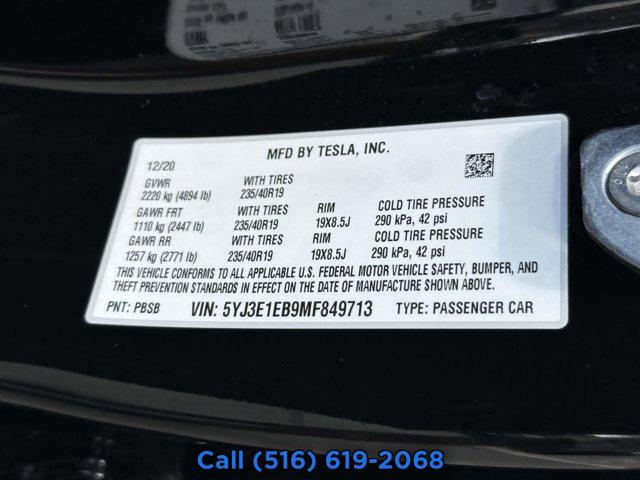 MFD BY TESLA, INC.
12/20
GVWR WITH TIRES
2220 kg (4894 lb) 235/40R19
GAWR FRT WITH TIRES RIM COLD TIRE PRESSURE
1110 kg (2447 lb) 235/40R19 19X8.5J 290 kPa, 42 psi
GAWR RR WITH TIRES RIM COLD TIRE PRESSURE
1257 kg (2771 lb) 235/40R19 19X8.5J 290 kPa, 42 psi
THIS VEHICLE CONFORMS TO ALL APPLICABLE U.S. FEDERAL MOTOR VEHICLE SAFETY, BUMPER, AND
THEFT PREVENTION STANDARDS IN EFFECT ON THE DATE OF MANUFACTURE SHOWN ABOVE.
PNT: PBSB VIN: 5YJ3E1EB9MF849713 TYPE: PASSENGER CAR
Call (516) 619-2068